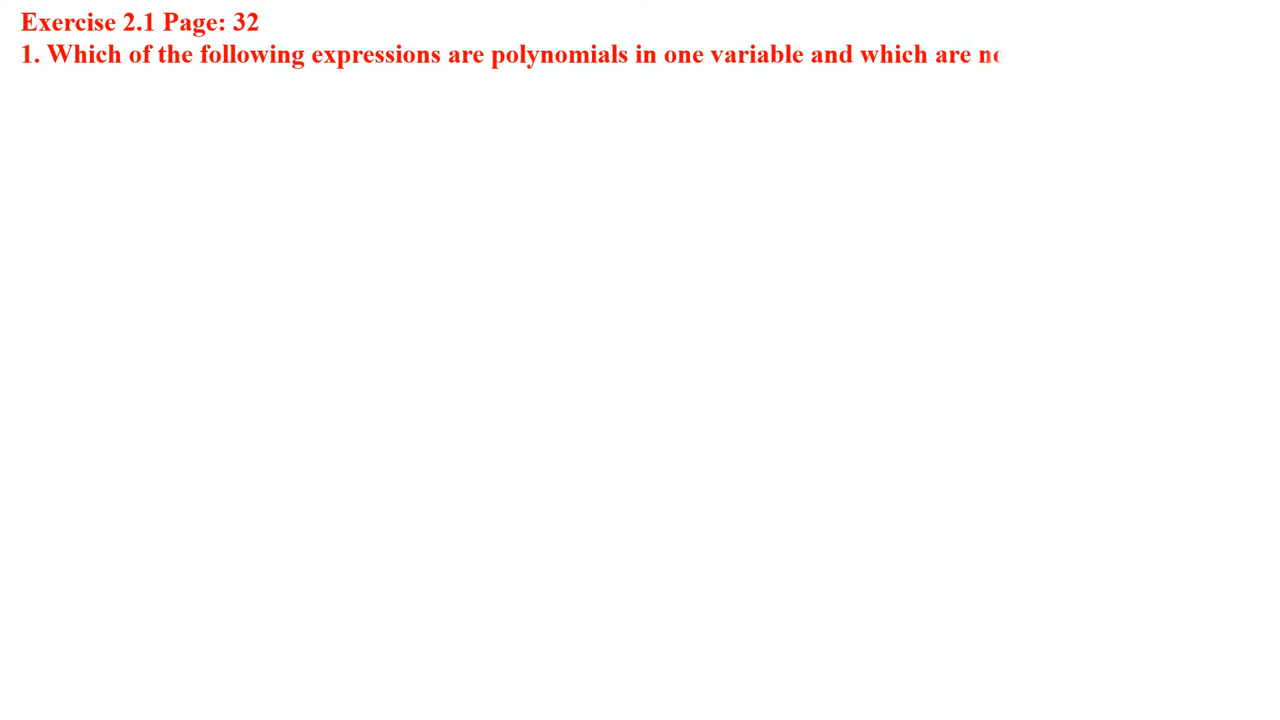 Exercise 2.1 Page: 32
1. Which of the following expressions are polynomials in one variable and which are